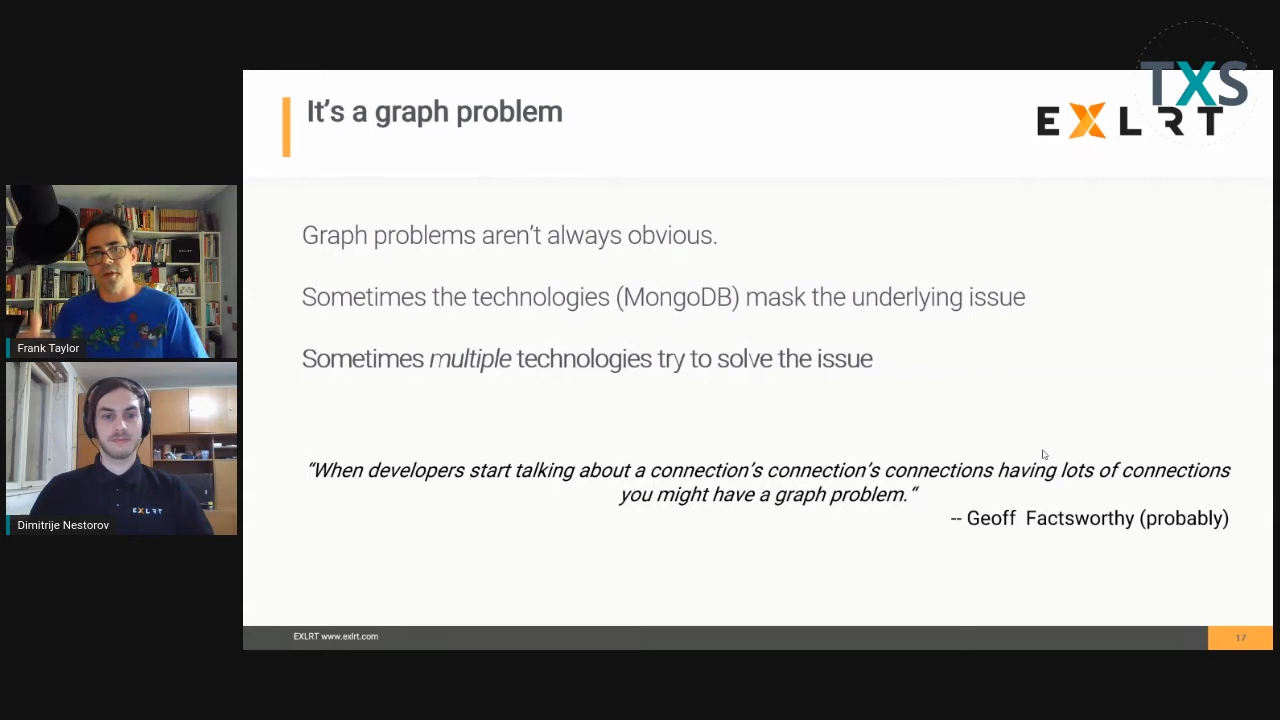 TXS
It's a graph problem
EXLRT
Graph problems aren't always obvious.
Sometimes the technologies (MongoDB) mask the underlying issue
Sometimes multiple technologies try to solve the issue
Frank Taylor
EXLRT
Dimitrije Nestorov
“When developers start talking about a connection's connection's connections having lots of connections
you might have a graph problem.“
-- Geoff Factsworthy (probably)
EXLRT www.exlrt.com
17